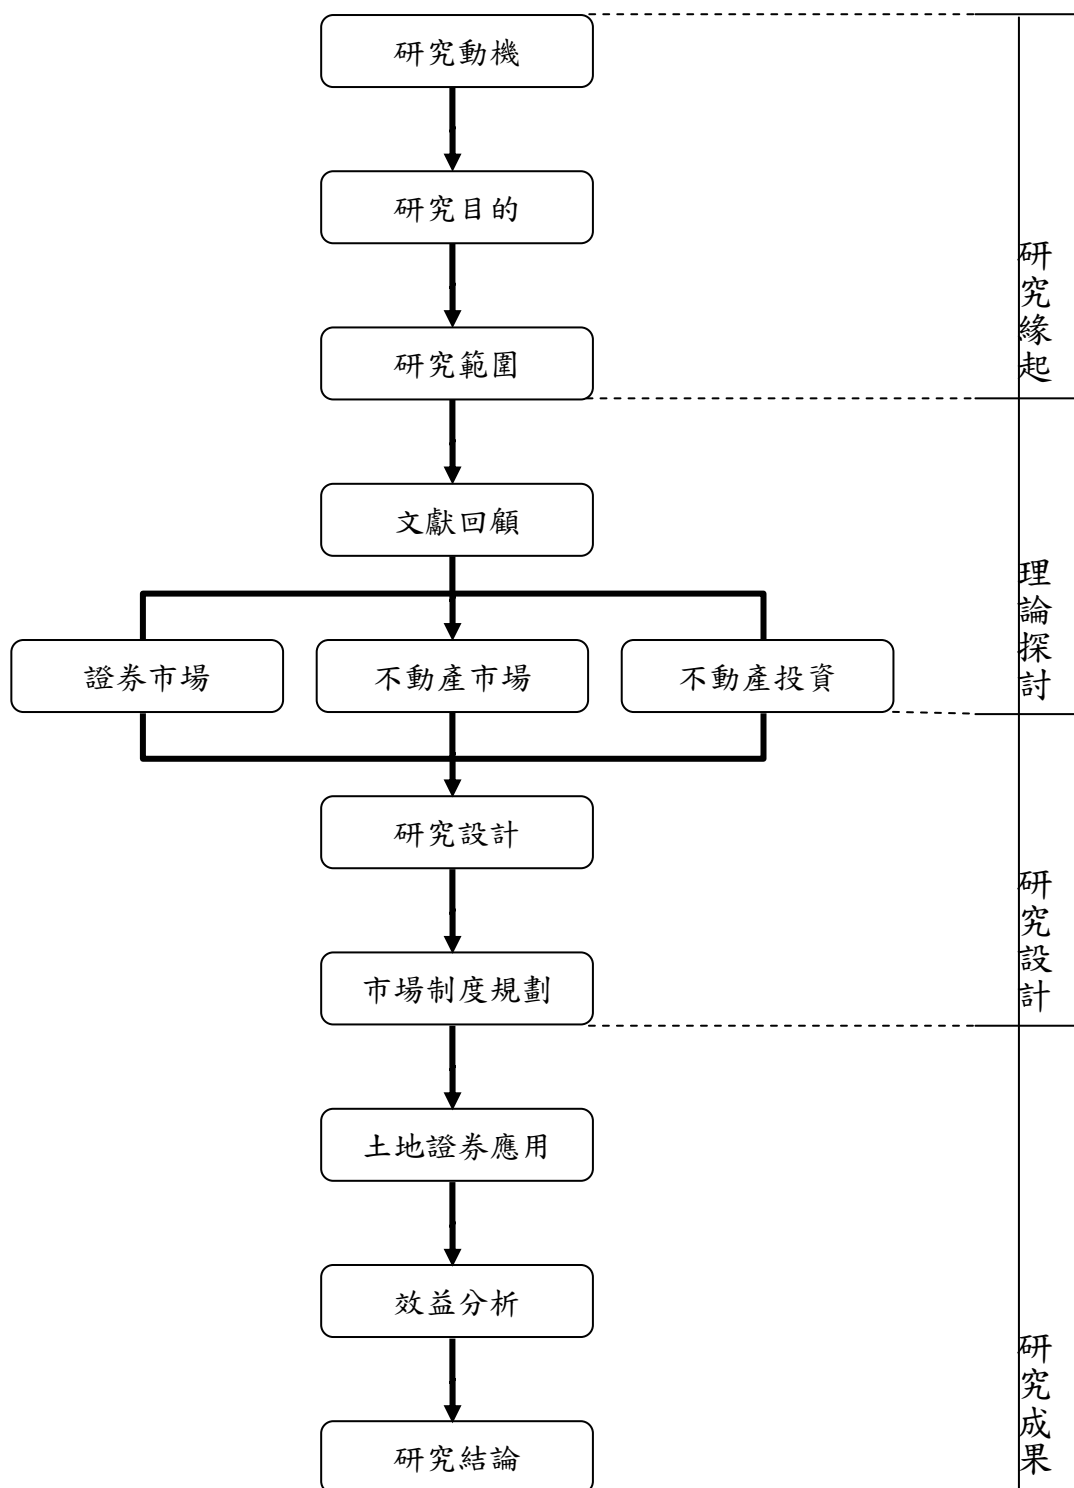 研究動機
研究目的
研究範圍
研究緣起
文獻回顧
證券市場
不動產市場
不動產投資
理論探討
研究設計
市場制度規劃
研究設計
土地證券應用
效益分析
研究結論
研究成果